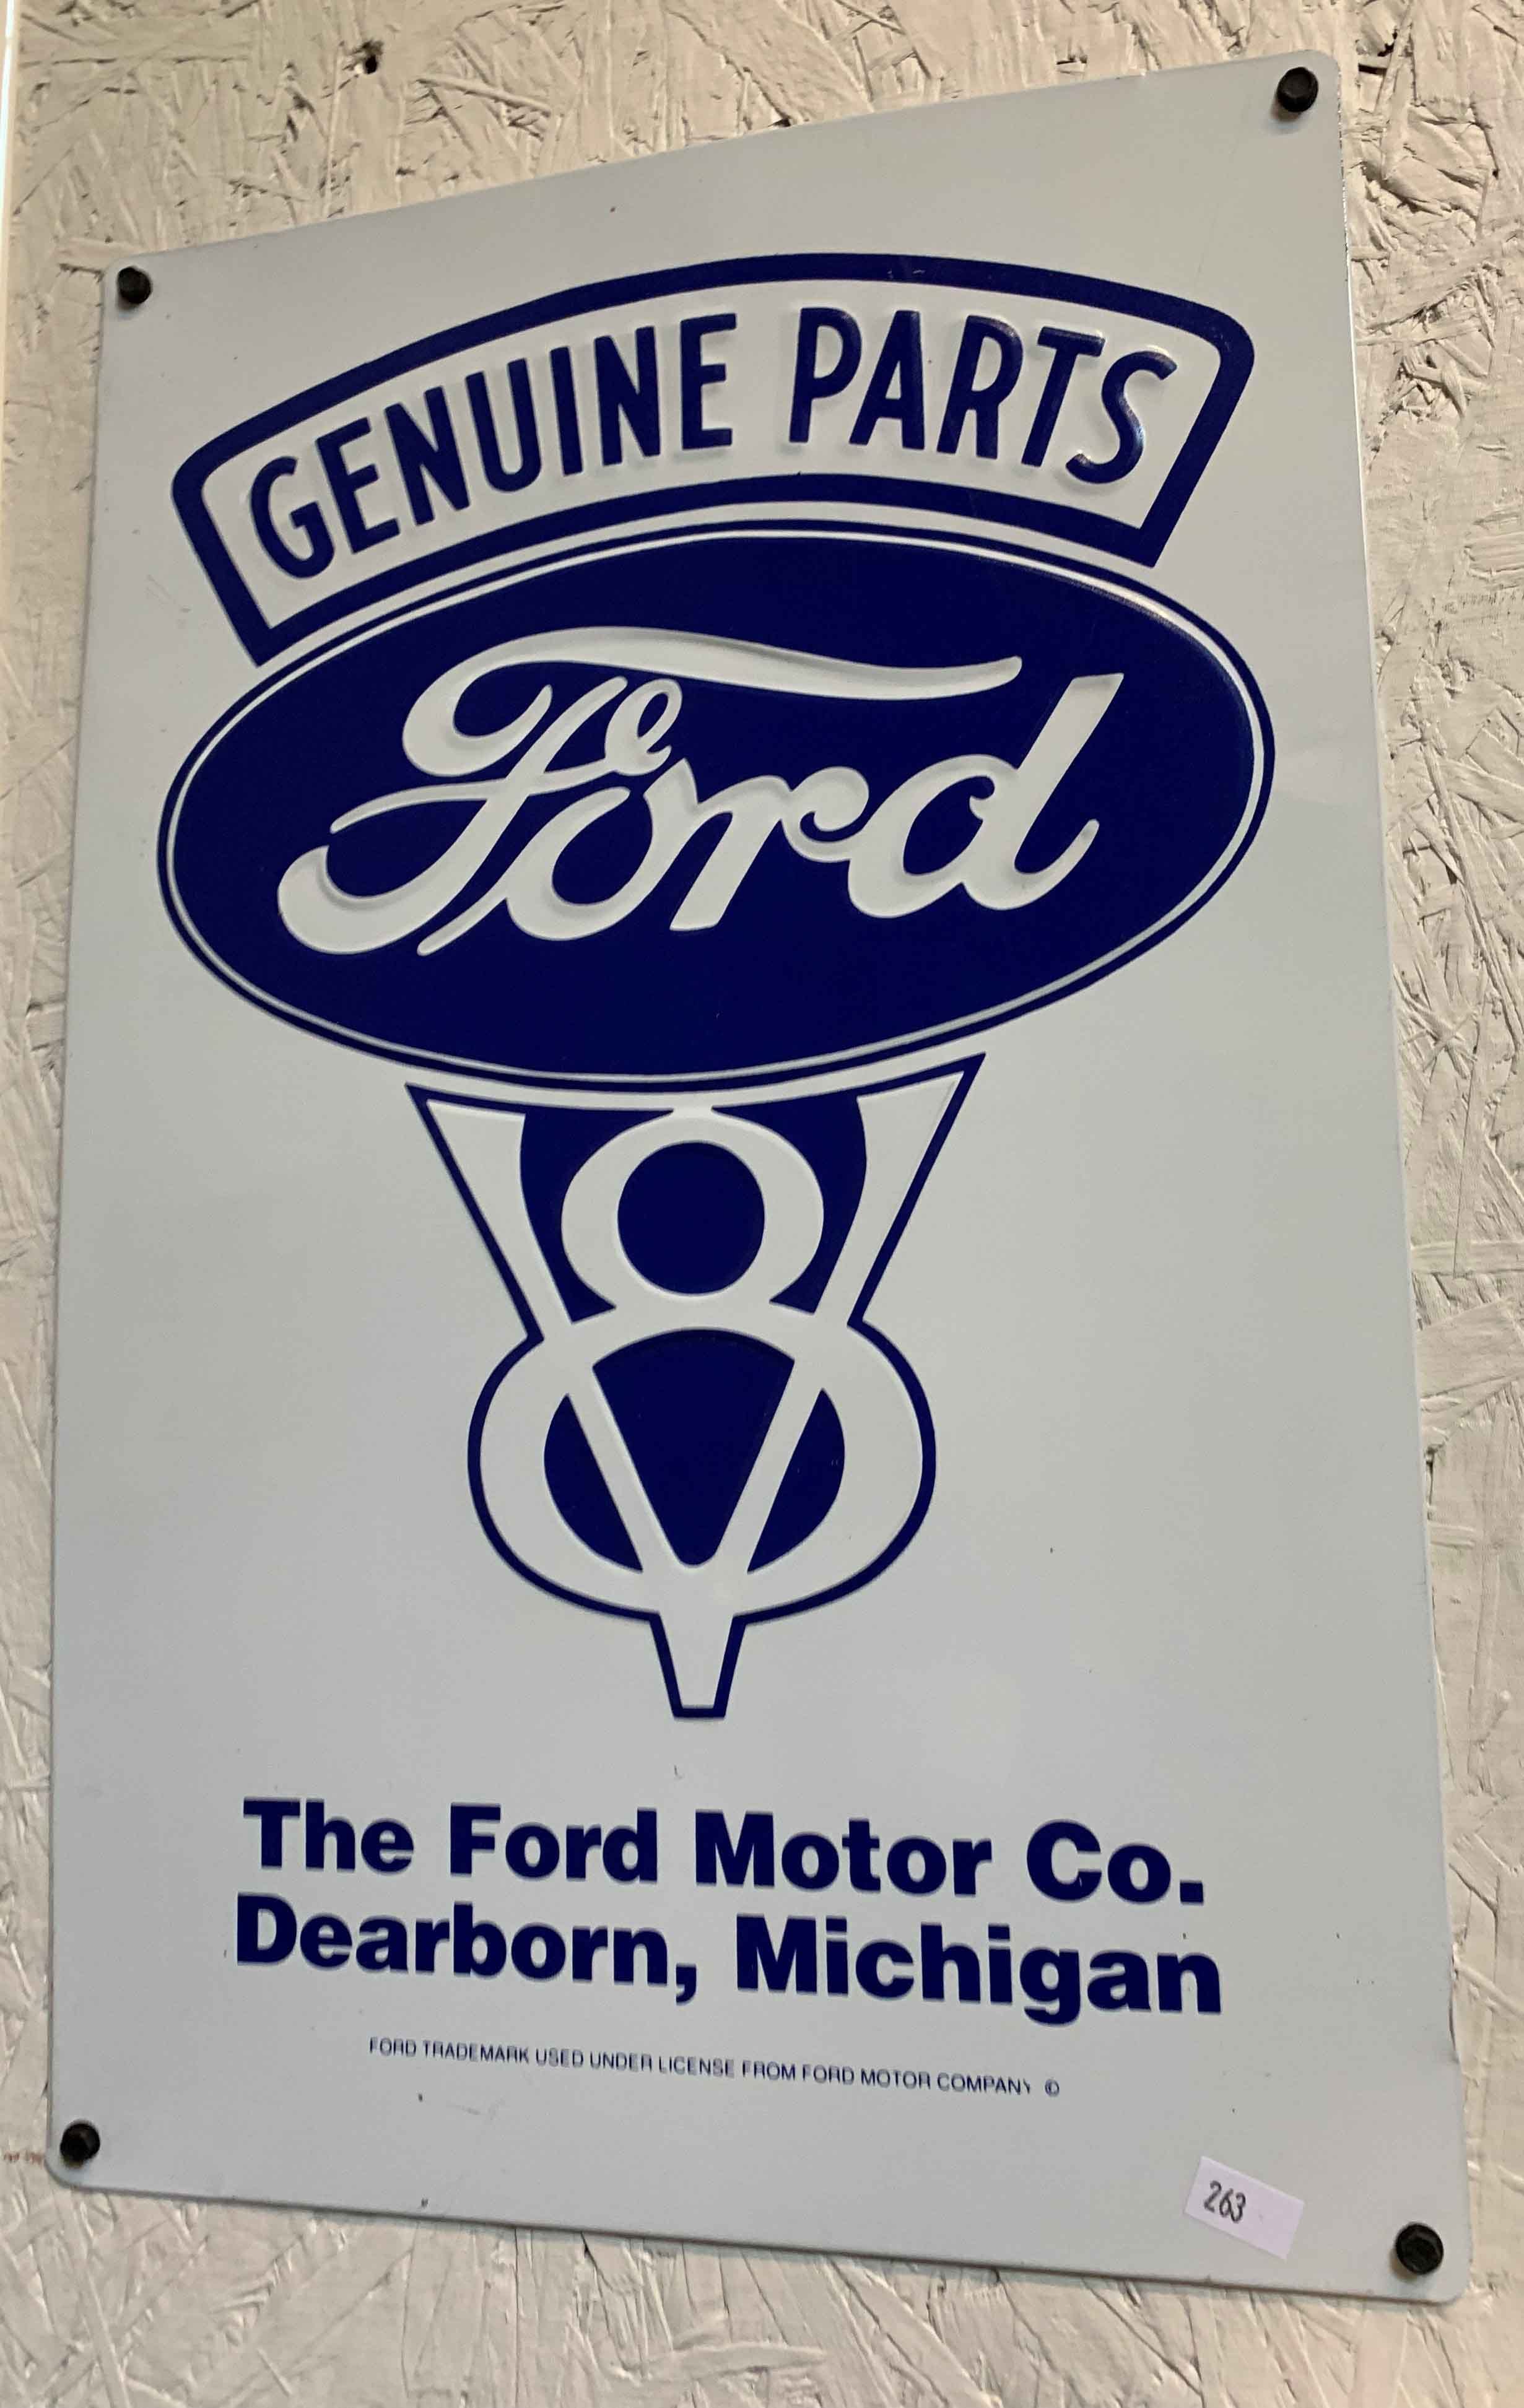 GENUINE PARTS
Ford
V8
The Ford Motor Co.
Dearborn, Michigan
FORD TRADEMARK USED UNDER LICENSE FROM FORD MOTOR COMPANY ©
263